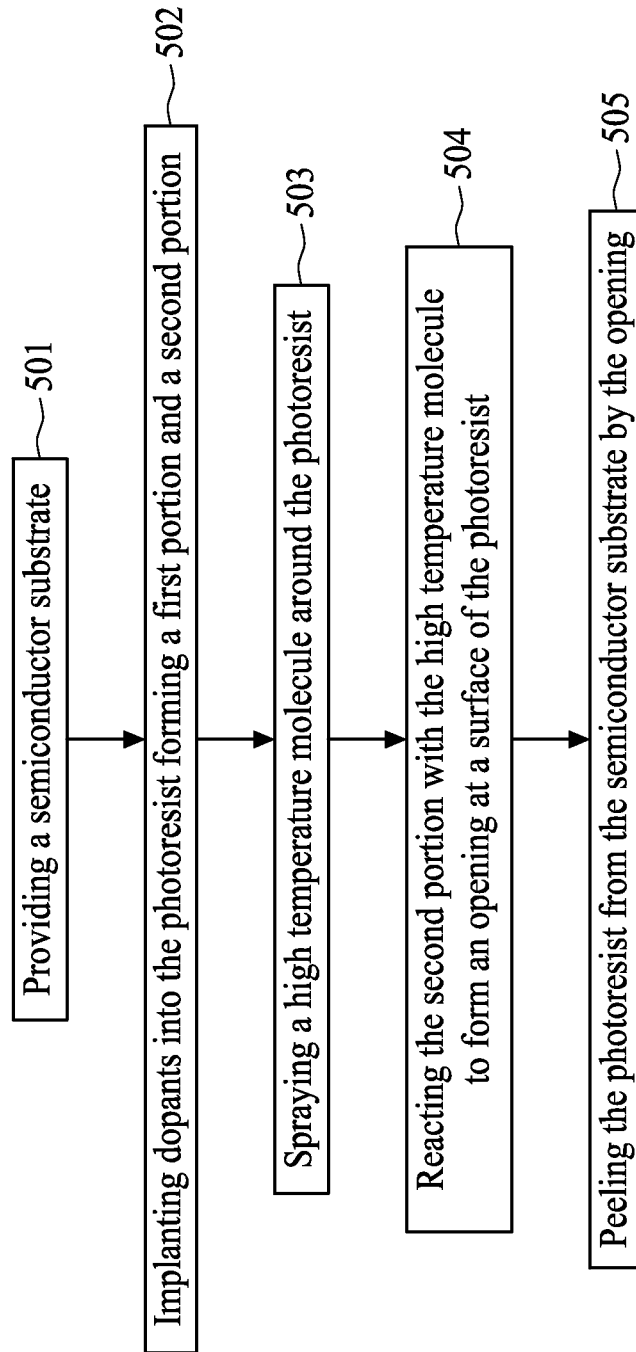 Providing a semiconductor substrate
501
Implanting dopants into the photoresist forming a first portion and a second portion
502
Spraying a high temperature molecule around the photoresist
503
Reacting the second portion with the high temperature molecule
to form an opening at a surface of the photoresist
504
Peeling the photoresist from the semiconductor substrate by the opening
505